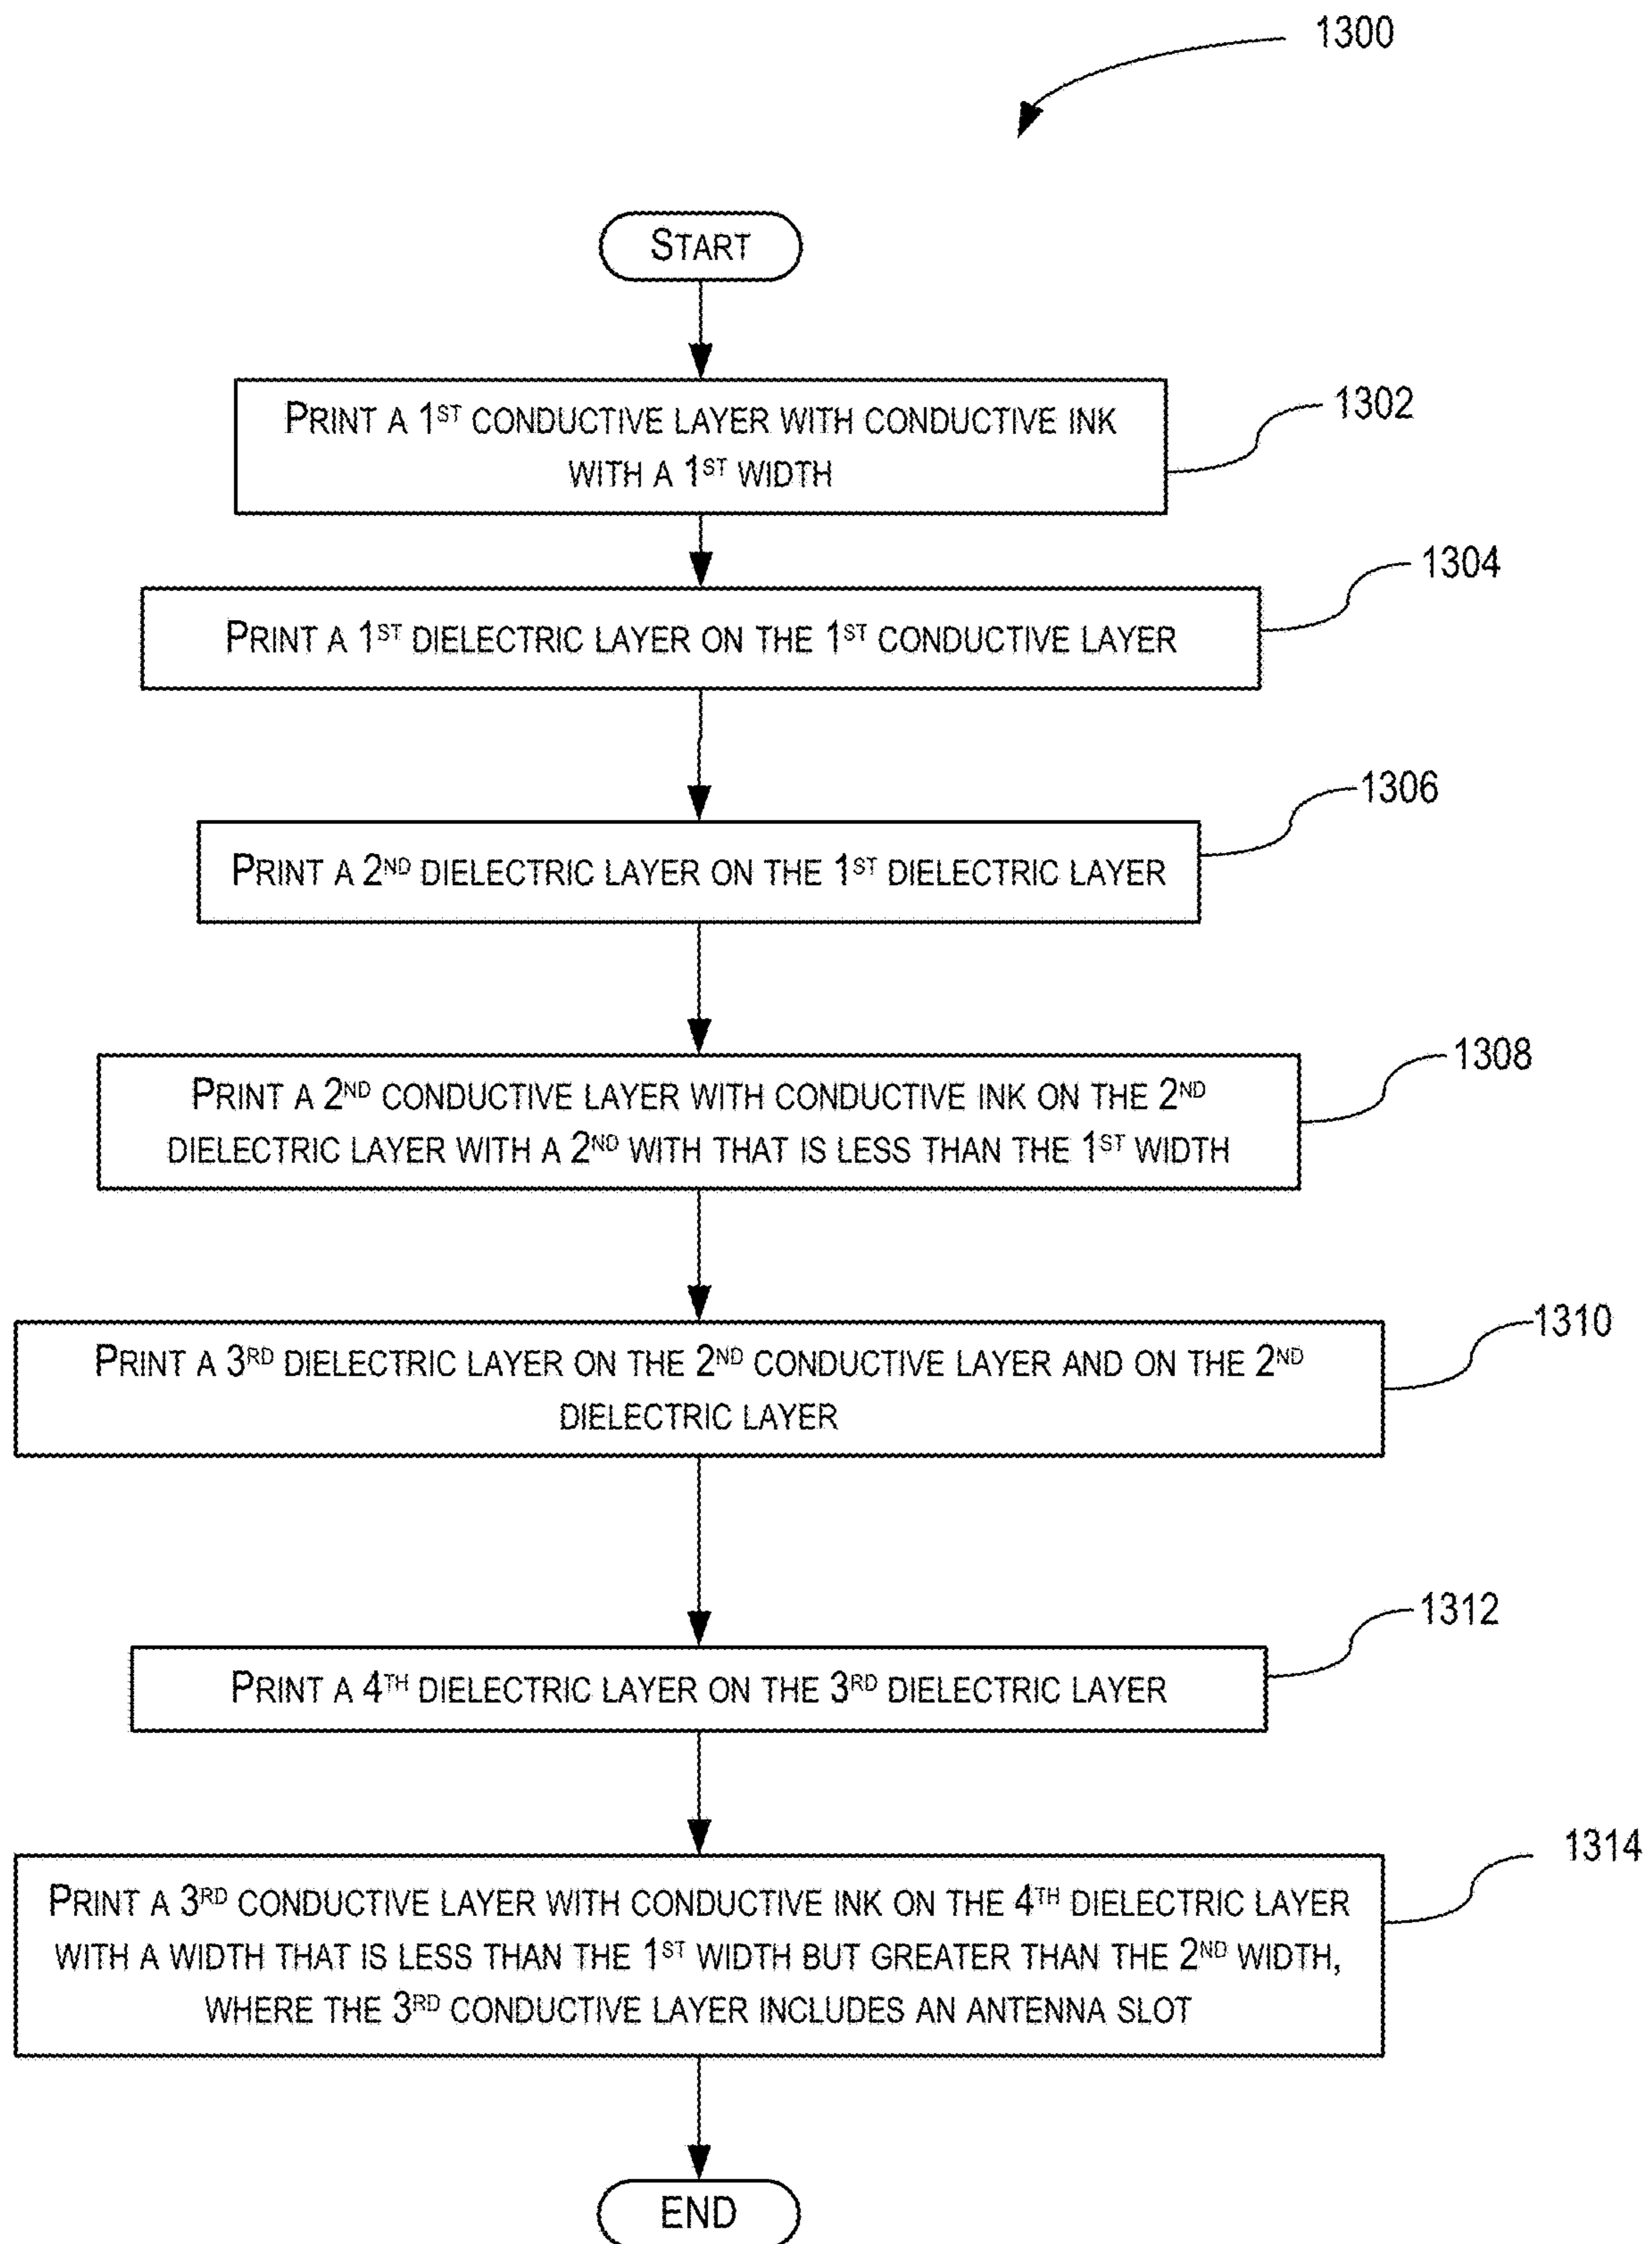 1300
START
PRINT A 1ST CONDUCTIVE LAYER WITH CONDUCTIVE INK
WITH A 1ST WIDTH
1302
PRINT A 1ST DIELECTRIC LAYER ON THE 1ST CONDUCTIVE LAYER
1304
PRINT A 2ND DIELECTRIC LAYER ON THE 1ST DIELECTRIC LAYER
1306
PRINT A 2ND CONDUCTIVE LAYER WITH CONDUCTIVE INK ON THE 2ND
DIELECTRIC LAYER WITH A 2ND WITH THAT IS LESS THAN THE 1ST WIDTH
1308
PRINT A 3RD DIELECTRIC LAYER ON THE 2ND CONDUCTIVE LAYER AND ON THE 2ND
DIELECTRIC LAYER
1310
PRINT A 4TH DIELECTRIC LAYER ON THE 3RD DIELECTRIC LAYER
1312
PRINT A 3RD CONDUCTIVE LAYER WITH CONDUCTIVE INK ON THE 4TH DIELECTRIC LAYER
WITH A WIDTH THAT IS LESS THAN THE 1ST WIDTH BUT GREATER THAN THE 2ND WIDTH,
WHERE THE 3RD CONDUCTIVE LAYER INCLUDES AN ANTENNA SLOT
1314
END